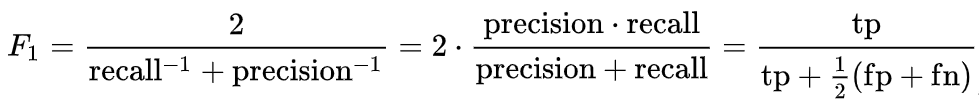 F₁ = 2 / (recall⁻¹ + precision⁻¹) = 2 · (precision · recall) / (precision + recall) = tp / (tp + ½(fp + fn))